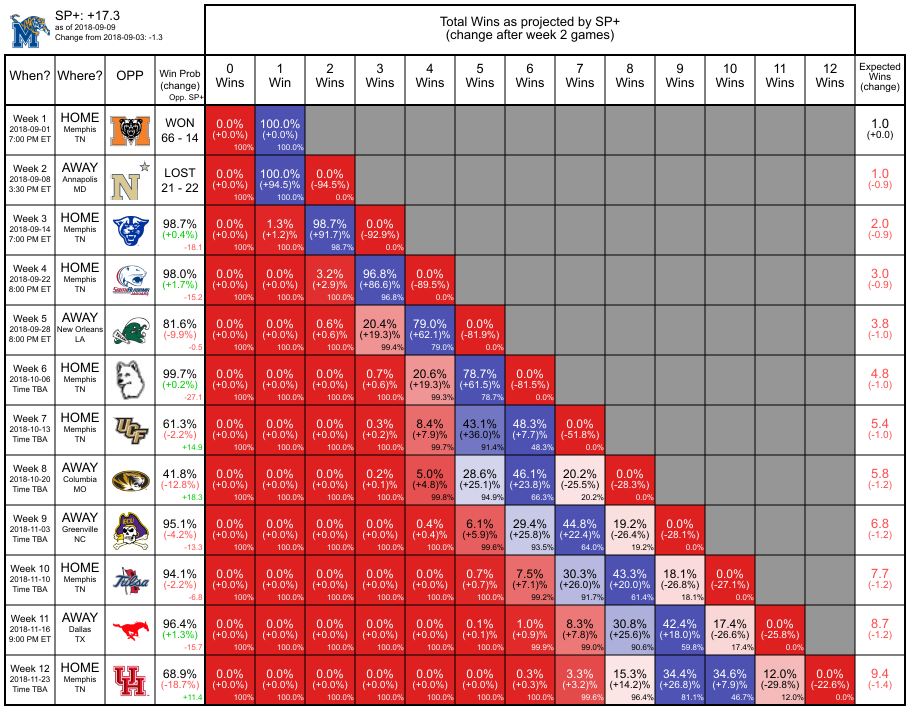 SP+: +17.3
as of 2018-09-09
Change from 2018-09-03: -1.3
Total Wins as projected by SP+
(change after week 2 games)
When? Where? OPP Win Prob (change) Opp. SP+ 0 Wins 1 Win 2 Wins 3 Wins 4 Wins 5 Wins 6 Wins 7 Wins 8 Wins 9 Wins 10 Wins 11 Wins 12 Wins Expected Wins (change)
Week 1 HOME WON 0.0% 100.0% 1.0
2018-09-01 Memphis 66 - 14 (+0.0%) (+0.0%) (+0.0)
7:00 PM ET TN 100% 100.0%
Week 2 AWAY N LOST 0.0% 100.0% 0.0% 1.0
2018-09-08 Annapolis 21 - 22 (+0.0%) (+94.5)% (-94.5%) (-0.9)
3:30 PM ET MD 100% 100.0% 0.0%
Week 3 HOME 98.7% 0.0% 1.3% 98.7% 0.0% 2.0
2018-09-14 Memphis (+0.4%) (+0.0%) (+1.2)% (+91.7)% (-92.9%) (-0.9)
7:00 PM ET TN -18.1 100% 100.0% 98.7% 0.0%
Week 4 HOME 98.0% 0.0% 0.0% 3.2% 96.8% 0.0% 3.0
2018-09-22 Memphis SOUTH ALABAMA JAGUARS (+1.7%) (+0.0%) (+0.0%) (+2.9)% (+86.6)% (-89.5%) (-0.9)
8:00 PM ET TN -15.2 100% 100% 100.0% 96.8% 0.0%
Week 5 AWAY 81.6% 0.0% 0.0% 0.6% 20.4% 79.0% 0.0% 3.8
2018-09-28 New Orleans (-9.9%) (+0.0%) (+0.0%) (+0.6)% (+19.3)% (+62.1)% (-81.9%) (-1.0)
8:00 PM ET LA -0.5 100% 100% 100.0% 99.4% 79.0% 0.0%
Week 6 HOME 99.7% 0.0% 0.0% 0.0% 0.7% 20.6% 78.7% 0.0% 4.8
2018-10-06 Memphis (+0.2%) (+0.0%) (+0.0%) (+0.0%) (+0.6)% (+19.3)% (+61.5)% (-81.5%) (-1.0)
Time TBA TN -27.1 100% 100% 100.0% 100.0% 99.3% 78.7% 0.0%
Week 7 HOME UCF 61.3% 0.0% 0.0% 0.0% 0.3% 8.4% 43.1% 48.3% 0.0% 5.4
2018-10-13 Memphis (-2.2%) (+0.0%) (+0.0%) (+0.0%) (+0.2)% (+7.9)% (+36.0)% (+7.7)% (-51.8%) (-1.0)
Time TBA TN +14.9 100% 100% 100.0% 100.0% 99.7% 91.4% 48.3% 0.0%
Week 8 AWAY 41.8% 0.0% 0.0% 0.0% 0.2% 5.0% 28.6% 46.1% 20.2% 0.0% 5.8
2018-10-20 Columbia (-12.8%) (+0.0%) (+0.0%) (+0.0%) (+0.1)% (+4.8)% (+25.1)% (+23.8)% (-25.5%) (-28.3%) (-1.2)
Time TBA MO +18.3 100% 100% 100.0% 100.0% 99.8% 94.9% 66.3% 20.2% 0.0%
Week 9 AWAY ECU 95.1% 0.0% 0.0% 0.0% 0.0% 0.4% 6.1% 29.4% 44.8% 19.2% 0.0% 6.8
2018-11-03 Greenville (-4.2%) (+0.0%) (+0.0%) (+0.0%) (+0.0%) (+0.4)% (+5.9)% (+25.8)% (+22.4)% (-26.4%) (-28.1%) (-1.2)
Time TBA NC -13.3 100% 100% 100.0% 100.0% 100.0% 99.6% 93.5% 64.0% 19.2% 0.0%
Week 10 HOME Tulsa 94.1% 0.0% 0.0% 0.0% 0.0% 0.0% 0.7% 7.5% 30.3% 43.3% 18.1% 0.0% 7.7
2018-11-10 Memphis (-2.2%) (+0.0%) (+0.0%) (+0.0%) (+0.0%) (+0.0%) (+0.7)% (+7.1)% (+26.0)% (+20.0)% (-26.8%) (-27.1%) (-1.2)
Time TBA TN -6.8 100% 100% 100% 100.0% 100.0% 100.0% 99.2% 91.7% 61.4% 18.1% 0.0%
Week 11 AWAY 96.4% 0.0% 0.0% 0.0% 0.0% 0.0% 0.1% 1.0% 8.3% 30.8% 42.4% 17.4% 0.0% 8.7
2018-11-16 Dallas (+1.3%) (+0.0%) (+0.0%) (+0.0%) (+0.0%) (+0.0%) (+0.1)% (+0.9)% (+7.8)% (+25.6)% (+18.0)% (-26.6%) (-25.8%) (-1.2)
9:00 PM ET TX -15.7 100% 100% 100% 100.0% 100.0% 100.0% 99.9% 99.0% 90.6% 59.8% 17.4% 0.0%
Week 12 HOME UH 68.9% 0.0% 0.0% 0.0% 0.0% 0.0% 0.0% 0.3% 3.3% 15.3% 34.4% 34.6% 12.0% 0.0% 9.4
2018-11-23 Memphis (-18.7%) (+0.0%) (+0.0%) (+0.0%) (+0.0%) (+0.0%) (+0.0%) (+0.3)% (+3.2)% (+14.2)% (+26.8)% (+7.9)% (-29.8%) (-22.6%) (-1.4)
Time TBA TN +11.4 100% 100% 100% 100.0% 100.0% 100.0% 100.0% 99.6% 96.4% 81.1% 46.7% 12.0% 0.0%